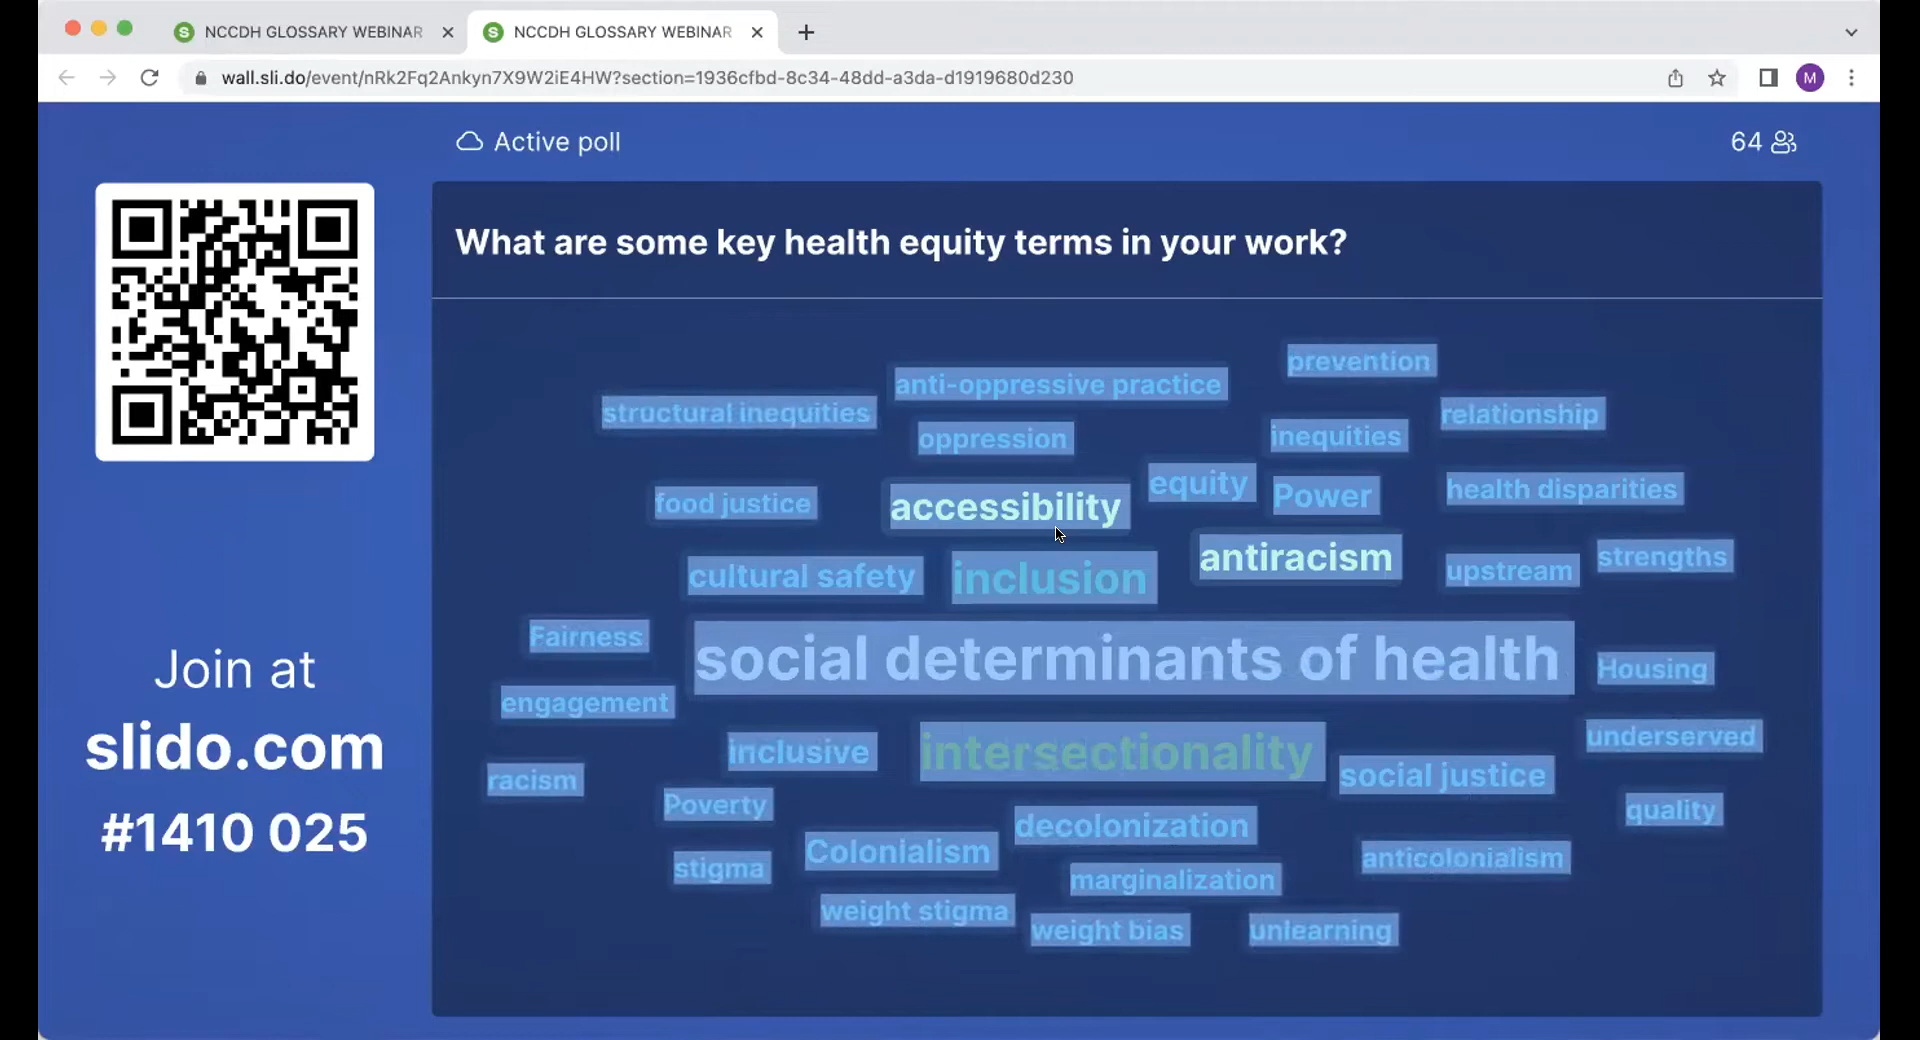 NCCDH GLOSSARY WEBINAR
NCCDH GLOSSARY WEBINAR
wall.sli.do/event/nRk2Fq2Ankyn7X9W2iE4HW?section=1936cfbd-8c34-48dd-a3da-d1919680d230
M
Active poll
64
What are some key health equity terms in your work?
prevention
anti-oppressive practice
structural inequities
relationship
oppression
inequities
equity
Power
health disparities
food justice
accessibility
antiracism
strengths
upstream
cultural safety
inclusion
Fairness
social determinants of health
Housing
engagement
underserved
inclusive
intersectionality
social justice
racism
Poverty
quality
decolonization
Colonialism
anticolonialism
stigma
marginalization
weight stigma
weight bias
unlearning
Join at
slido.com
#1410 025